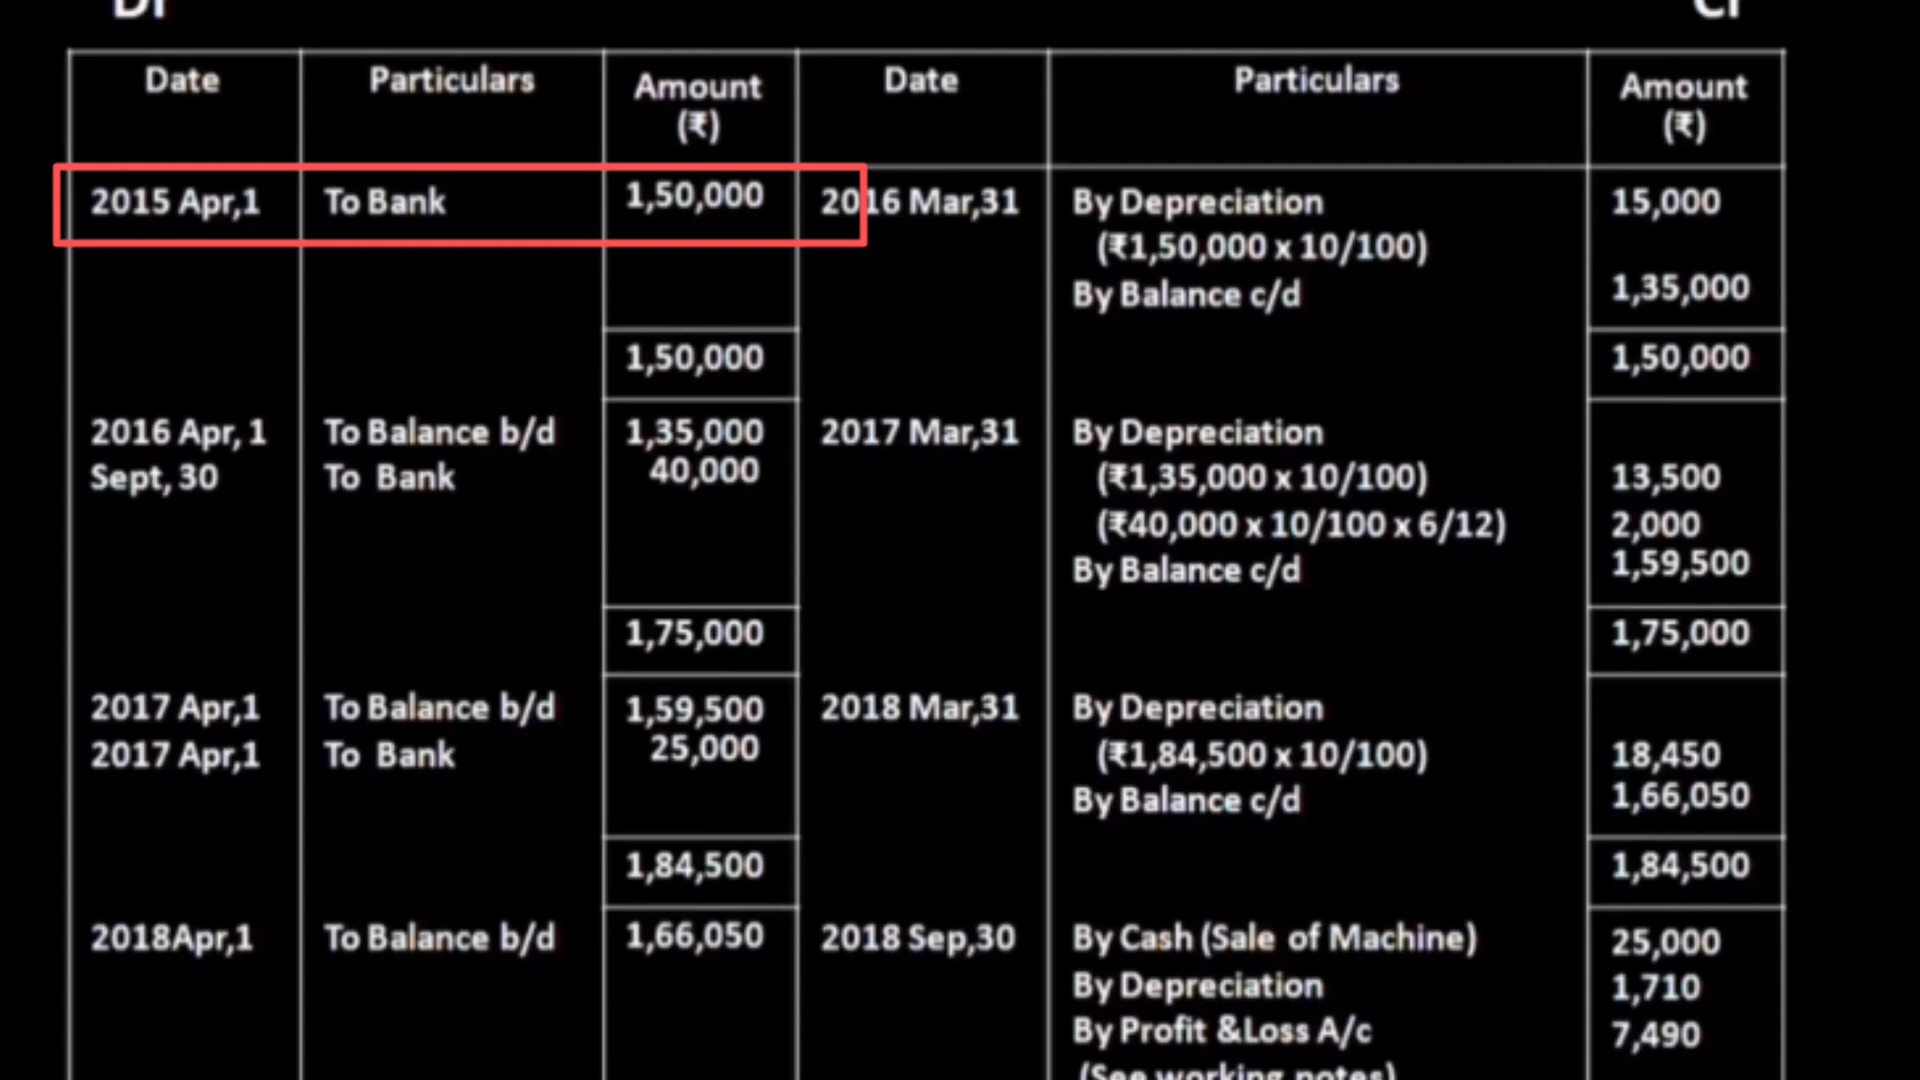 Dr Cr
Date Particulars Amount (₹) Date Particulars Amount (₹)
2015 Apr,1 To Bank 1,50,000 2016 Mar,31 By Depreciation 15,000
(₹1,50,000 x 10/100)
By Balance c/d 1,35,000
1,50,000 1,50,000
2016 Apr, 1 To Balance b/d 1,35,000 2017 Mar,31 By Depreciation
Sept, 30 To Bank 40,000 (₹1,35,000 x 10/100) 13,500
(₹40,000 x 10/100 x 6/12) 2,000
By Balance c/d 1,59,500
1,75,000 1,75,000
2017 Apr,1 To Balance b/d 1,59,500 2018 Mar,31 By Depreciation
2017 Apr,1 To Bank 25,000 (₹1,84,500 x 10/100) 18,450
By Balance c/d 1,66,050
1,84,500 1,84,500
2018Apr,1 To Balance b/d 1,66,050 2018 Sep,30 By Cash (Sale of Machine) 25,000
By Depreciation 1,710
By Profit &Loss A/c 7,490
(See working notes)